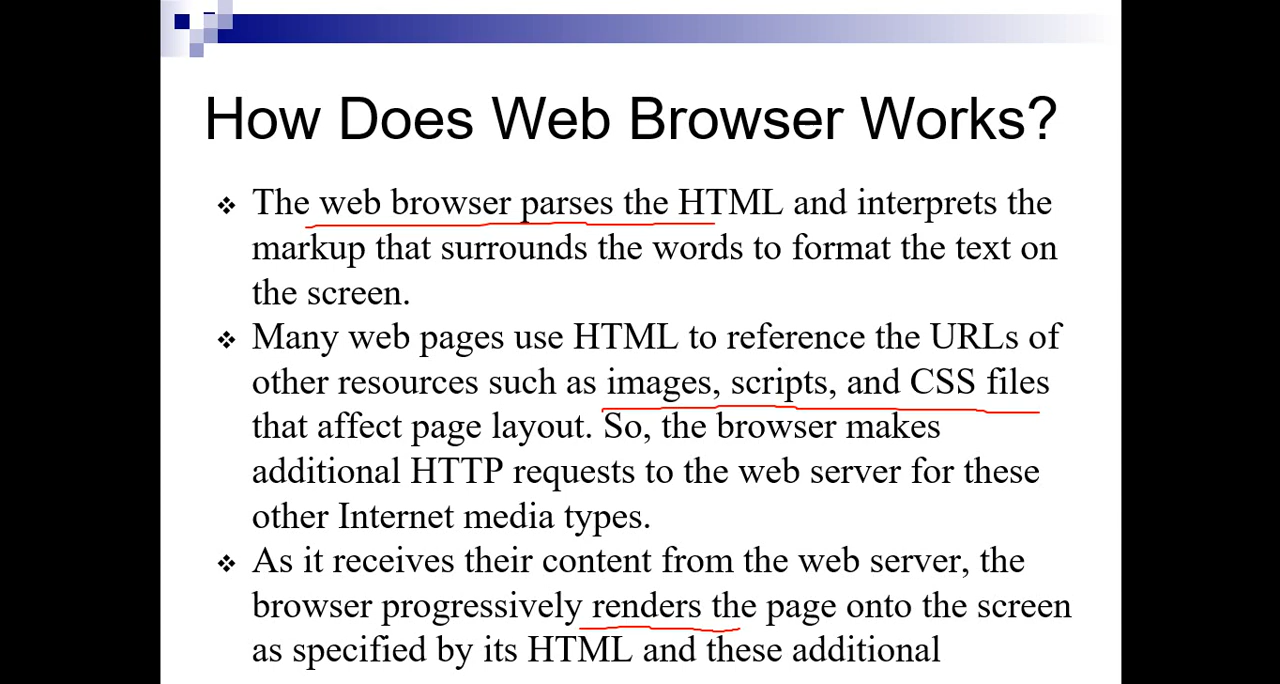 How Does Web Browser Works?
❖ The web browser parses the HTML and interprets the
markup that surrounds the words to format the text on
the screen.
❖ Many web pages use HTML to reference the URLs of
other resources such as images, scripts, and CSS files
that affect page layout. So, the browser makes
additional HTTP requests to the web server for these
other Internet media types.
❖ As it receives their content from the web server, the
browser progressively renders the page onto the screen
as specified by its HTML and these additional